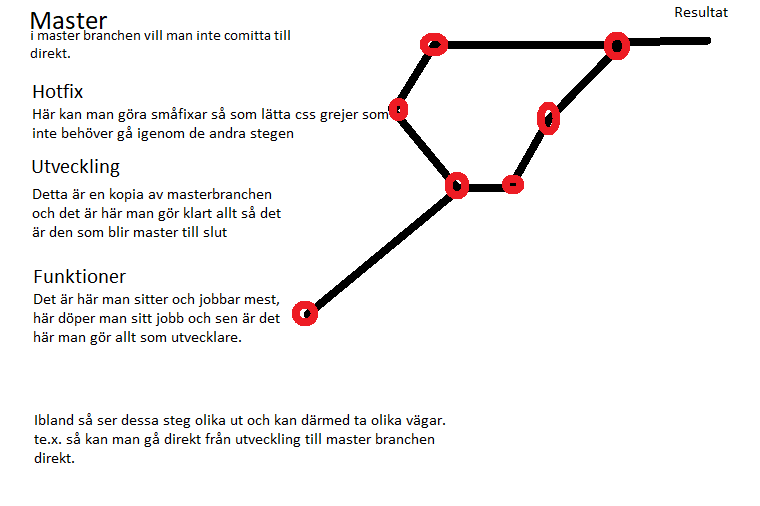 Master
i master branchen vill man inte comitta till
direkt.
Resultat
Hotfix
Här kan man göra småfixar så som lätta css grejer som
inte behöver gå igenom de andra stegen
Utveckling
Detta är en kopia av masterbranchen
och det är här man gör klart allt så det
är den som blir master till slut
Funktioner
Det är här man sitter och jobbar mest,
här döper man sitt jobb och sen är det
här man gör allt som utvecklare.
Ibland så ser dessa steg olika ut och kan därmed ta olika vägar.
te.x. så kan man gå direkt från utveckling till master branchen
direkt.